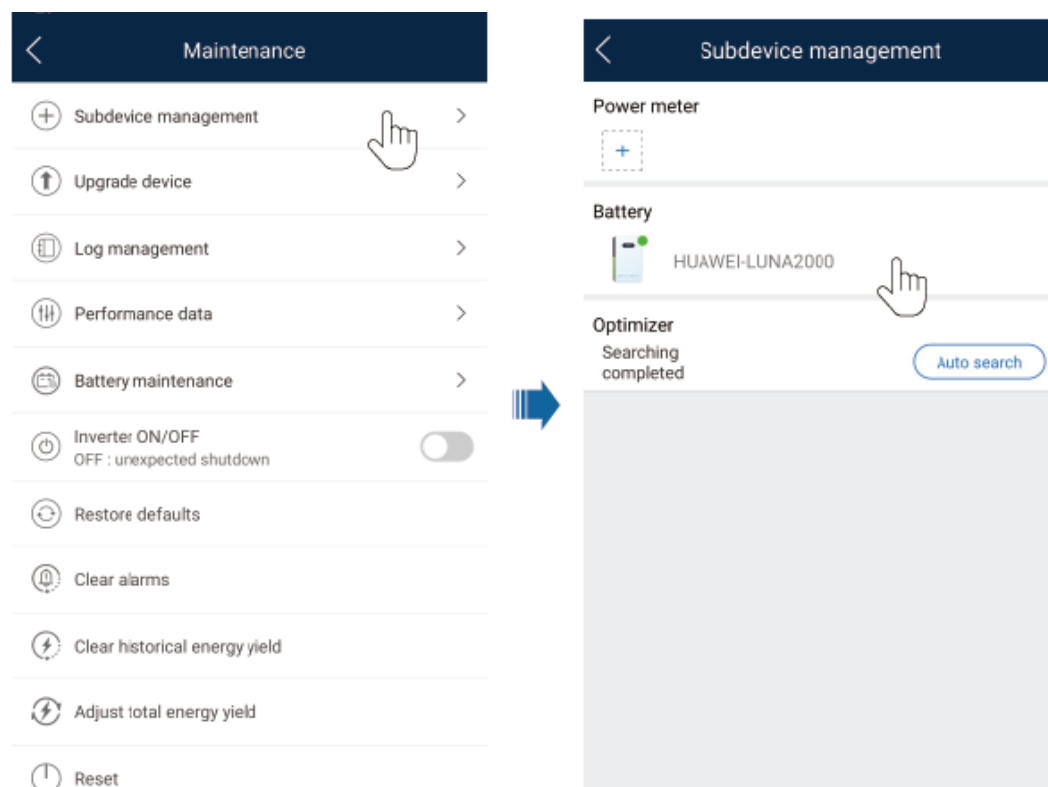 Maintenance
Subdevice management
Upgrade device
Log management
Performance data
Battery maintenance
Inverter ON/OFF
OFF : unexpected shutdown
Restore defaults
Clear alarms
Clear historical energy yield
Adjust total energy yield
Reset
Subdevice management
Power meter
+
Battery
HUAWEI-LUNA2000
Optimizer
Searching
completed
Auto search